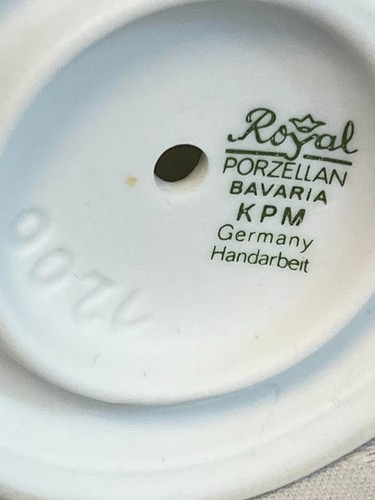 Royal
PORZELLAN
BAVARIA
KPM
Germany
Handarbeit